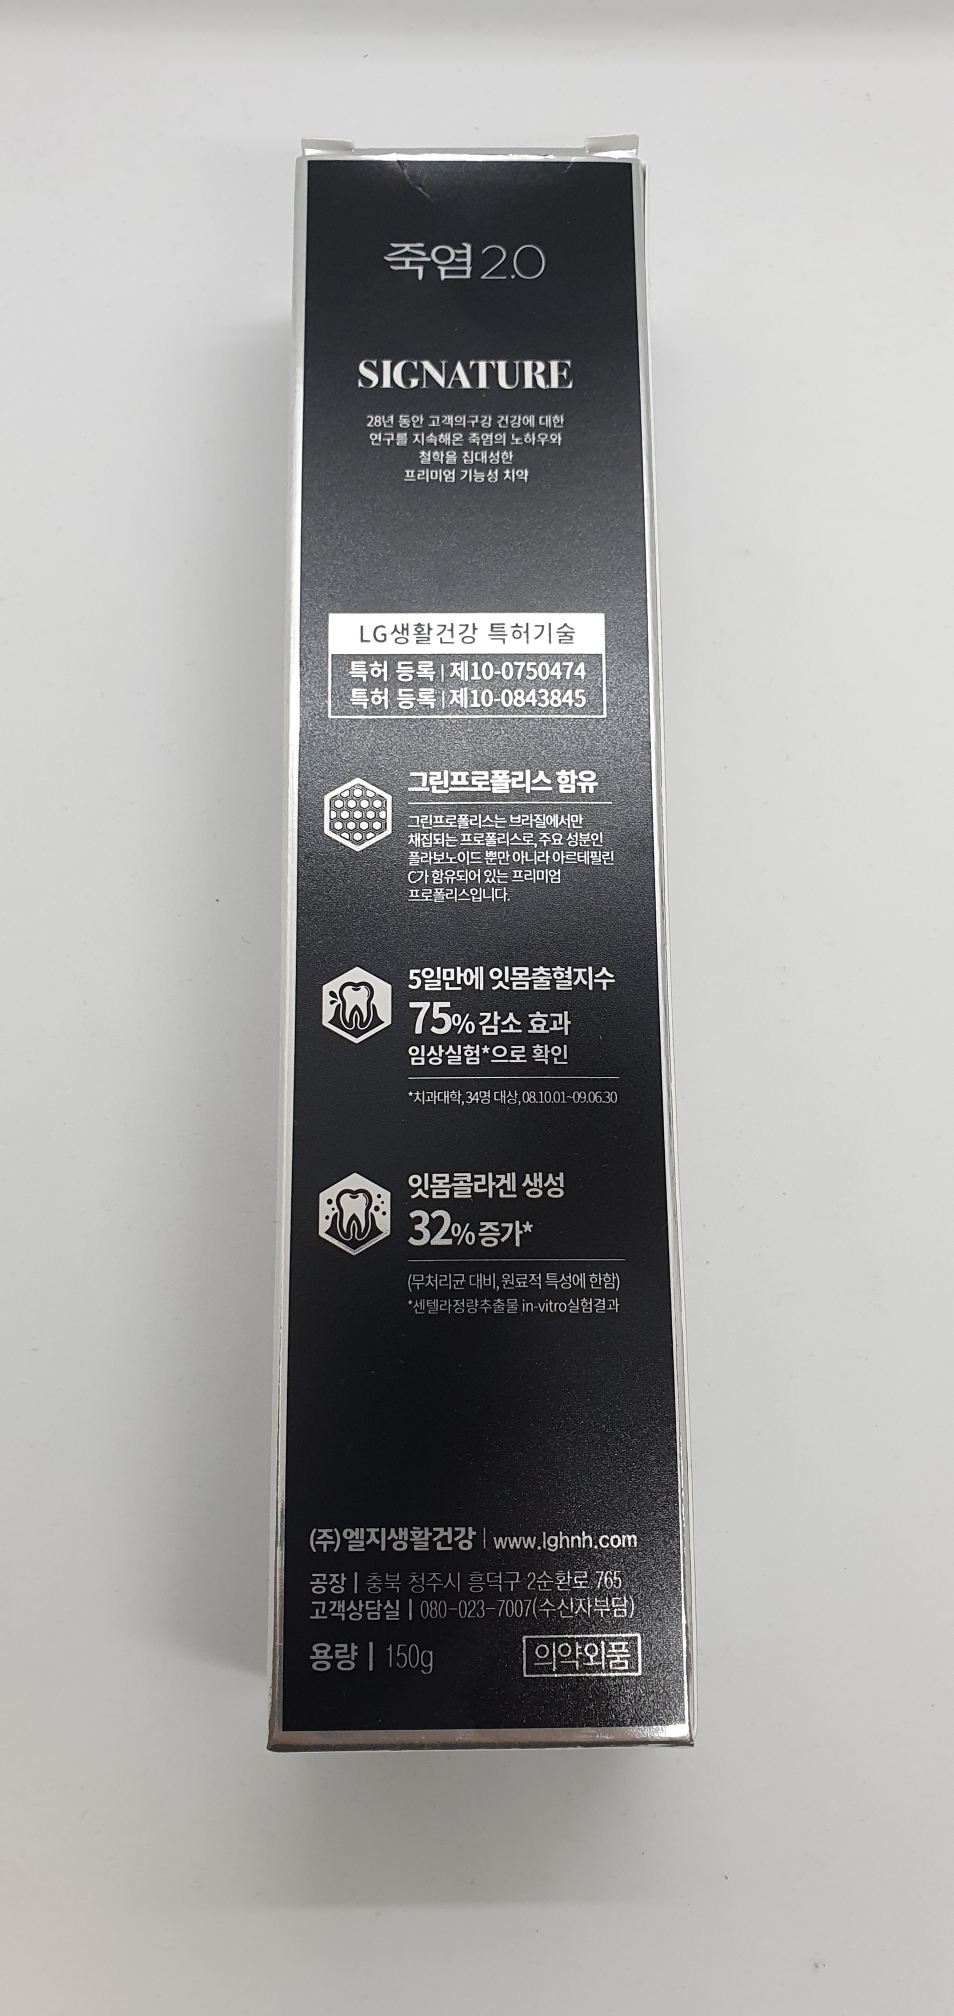 죽염2.0
SIGNATURE
28년 동안 고객의구강 건강에 대한
연구를 지속해온 죽염의 노하우와
철학을 집대성한
프리미엄 기능성 치약
LG생활건강 특허기술
특허 등록 | 제10-0750474
특허 등록 | 제10-0843845
그린프로폴리스 함유
그린프로폴리스는 브라질에서만
채집되는 프로폴리스로, 주요 성분인
플라보노이드 뿐만 아니라 아르테필린
C가 함유되어 있는 프리미엄
프로폴리스입니다.
5일만에 잇몸출혈지수
75% 감소 효과
임상실험*으로 확인
*치과대학, 34명 대상, 08.10.01~09.06.30
잇몸콜라겐 생성
32% 증가*
(무처리균 대비, 원료적 특성에 한함)
*센텔라정량추출물 in-vitro실험결과
(주)엘지생활건강 | www.lghnh.com
공장 | 충북 청주시 흥덕구 2순환로 765
고객상담실 | 080-023-7007(수신자부담)
용량 | 150g
의약외품